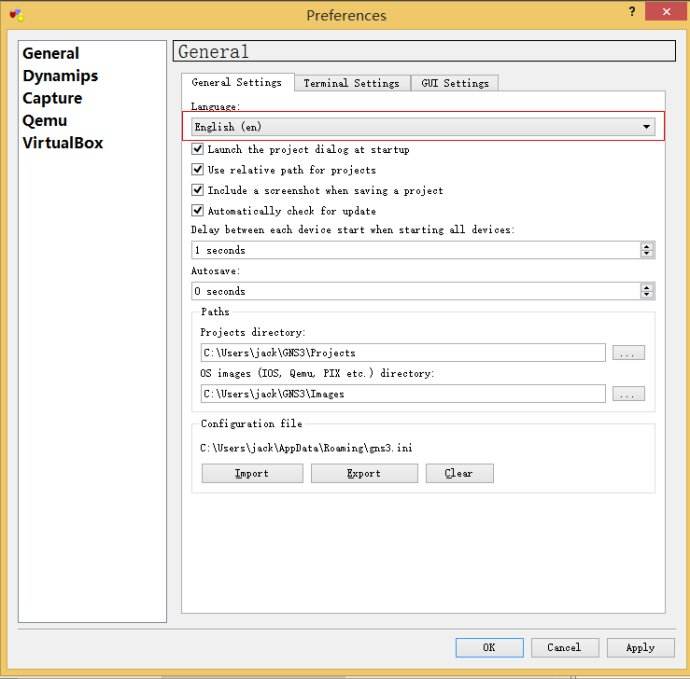 Preferences
?
General
Dynamips
Capture
Qemu
VirtualBox
General
General Settings
Terminal Settings
GUI Settings
Language:
English (en)
Launch the project dialog at startup
Use relative path for projects
Include a screenshot when saving a project
Automatically check for update
Delay between each device start when starting all devices:
1 seconds
Autosave:
0 seconds
Paths
Projects directory:
C:\Users\jack\GNS3\Projects
...
OS images (IOS, Qemu, PIX etc.) directory:
C:\Users\jack\GNS3\Images
...
Configuration file
C:\Users\jack\AppData\Roaming\gns3.ini
Import
Export
Clear
OK
Cancel
Apply